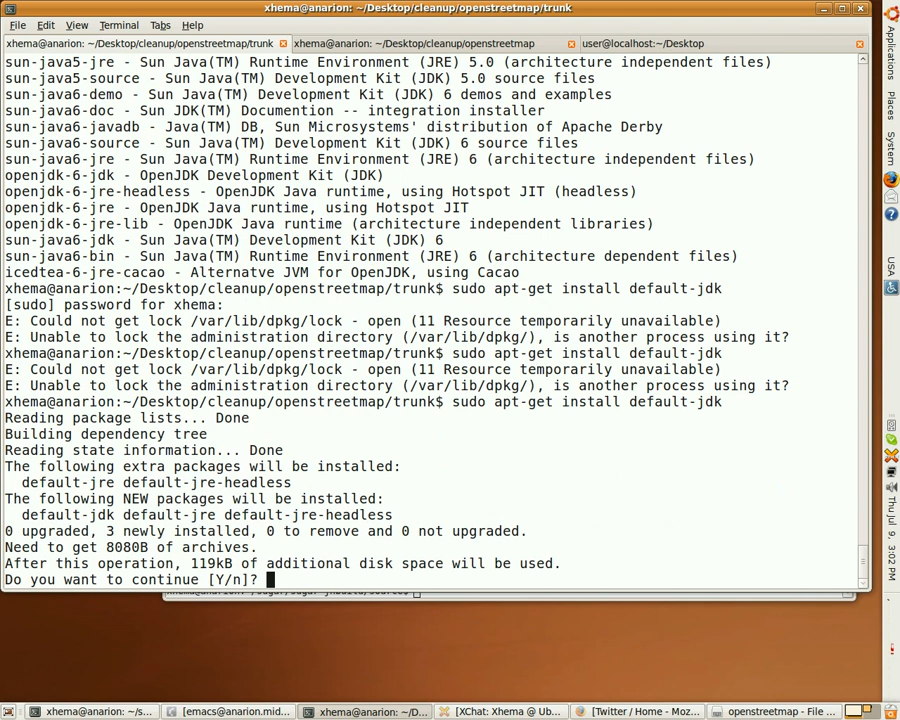 xhema@anarion: ~/Desktop/cleanup/openstreetmap/trunk
File Edit View Terminal Tabs Help
xhema@anarion: ~/Desktop/cleanup/openstreetmap/trunk
xhema@anarion: ~/Desktop/cleanup/openstreetmap
user@localhost:~/Desktop
sun-java5-jre - Sun Java(TM) Runtime Environment (JRE) 5.0 (architecture independent files)
sun-java5-source - Sun Java(TM) Development Kit (JDK) 5.0 source files
sun-java6-demo - Sun Java(TM) Development Kit (JDK) 6 demos and examples
sun-java6-doc - Sun JDK(TM) Documention -- integration installer
sun-java6-javadb - Java(TM) DB, Sun Microsystems' distribution of Apache Derby
sun-java6-source - Sun Java(TM) Development Kit (JDK) 6 source files
sun-java6-jre - Sun Java(TM) Runtime Environment (JRE) 6 (architecture independent files)
openjdk-6-jdk - OpenJDK Development Kit (JDK)
openjdk-6-jre-headless - OpenJDK Java runtime, using Hotspot JIT (headless)
openjdk-6-jre - OpenJDK Java runtime, using Hotspot JIT
openjdk-6-jre-lib - OpenJDK Java runtime (architecture independent libraries)
sun-java6-jdk - Sun Java(TM) Development Kit (JDK) 6
sun-java6-bin - Sun Java(TM) Runtime Environment (JRE) 6 (architecture dependent files)
icedtea-6-jre-cacao - Alternatve JVM for OpenJDK, using Cacao
xhema@anarion:~/Desktop/cleanup/openstreetmap/trunk$ sudo apt-get install default-jdk
[sudo] password for xhema:
E: Could not get lock /var/lib/dpkg/lock - open (11 Resource temporarily unavailable)
E: Unable to lock the administration directory (/var/lib/dpkg/), is another process using it?
xhema@anarion:~/Desktop/cleanup/openstreetmap/trunk$ sudo apt-get install default-jdk
E: Could not get lock /var/lib/dpkg/lock - open (11 Resource temporarily unavailable)
E: Unable to lock the administration directory (/var/lib/dpkg/), is another process using it?
xhema@anarion:~/Desktop/cleanup/openstreetmap/trunk$ sudo apt-get install default-jdk
Reading package lists... Done
Building dependency tree
Reading state information... Done
The following extra packages will be installed:
default-jre default-jre-headless
The following NEW packages will be installed:
default-jdk default-jre default-jre-headless
0 upgraded, 3 newly installed, 0 to remove and 0 not upgraded.
Need to get 8080B of archives.
After this operation, 119kB of additional disk space will be used.
Do you want to continue [Y/n]?
Applications
Places
System
USA
Thu Jul 9, 3:02 PM
xhema@anarion: ~/s...
[emacs@anarion.mid...
xhema@anarion: ~/D...
[XChat: Xhema @ Ub...
[Twitter / Home - Moz...
openstreetmap - File ...